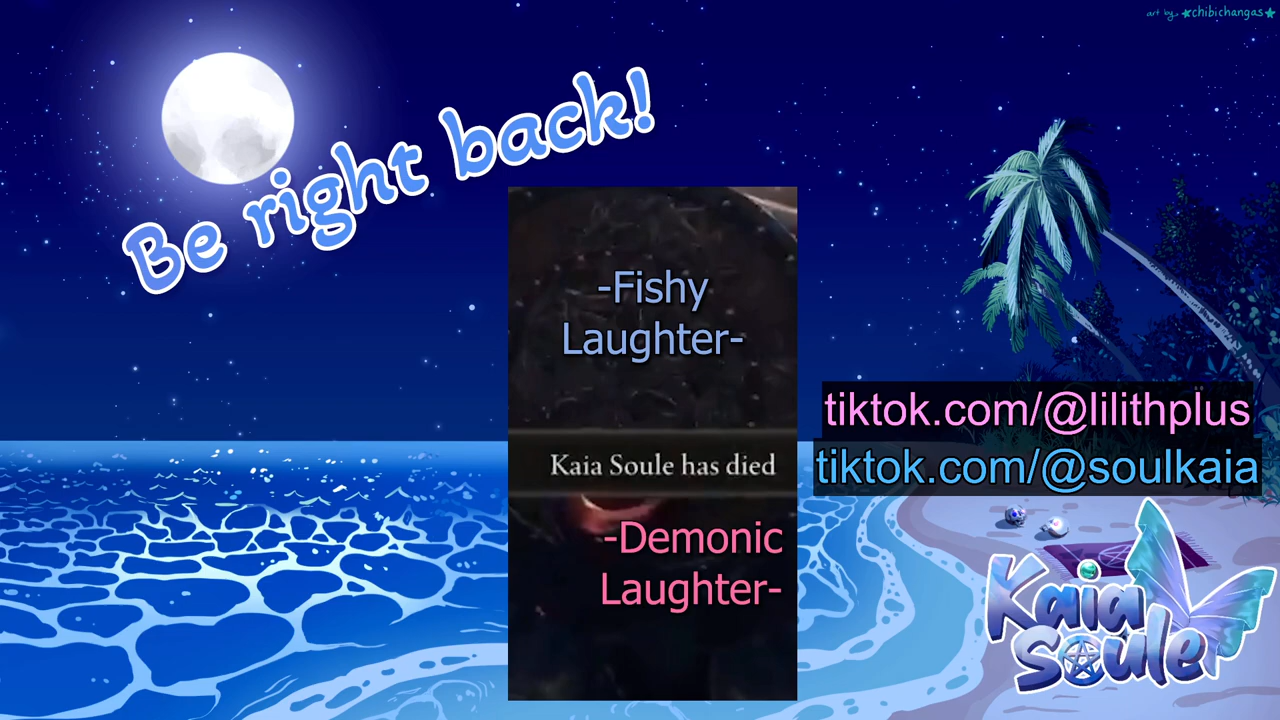 art by ★chibichangas★
Be right back!
-Fishy
Laughter-
Kaia Soule has died
-Demonic
Laughter-
tiktok.com/@lilithplus
tiktok.com/@soulkaia
Kaia
Soule